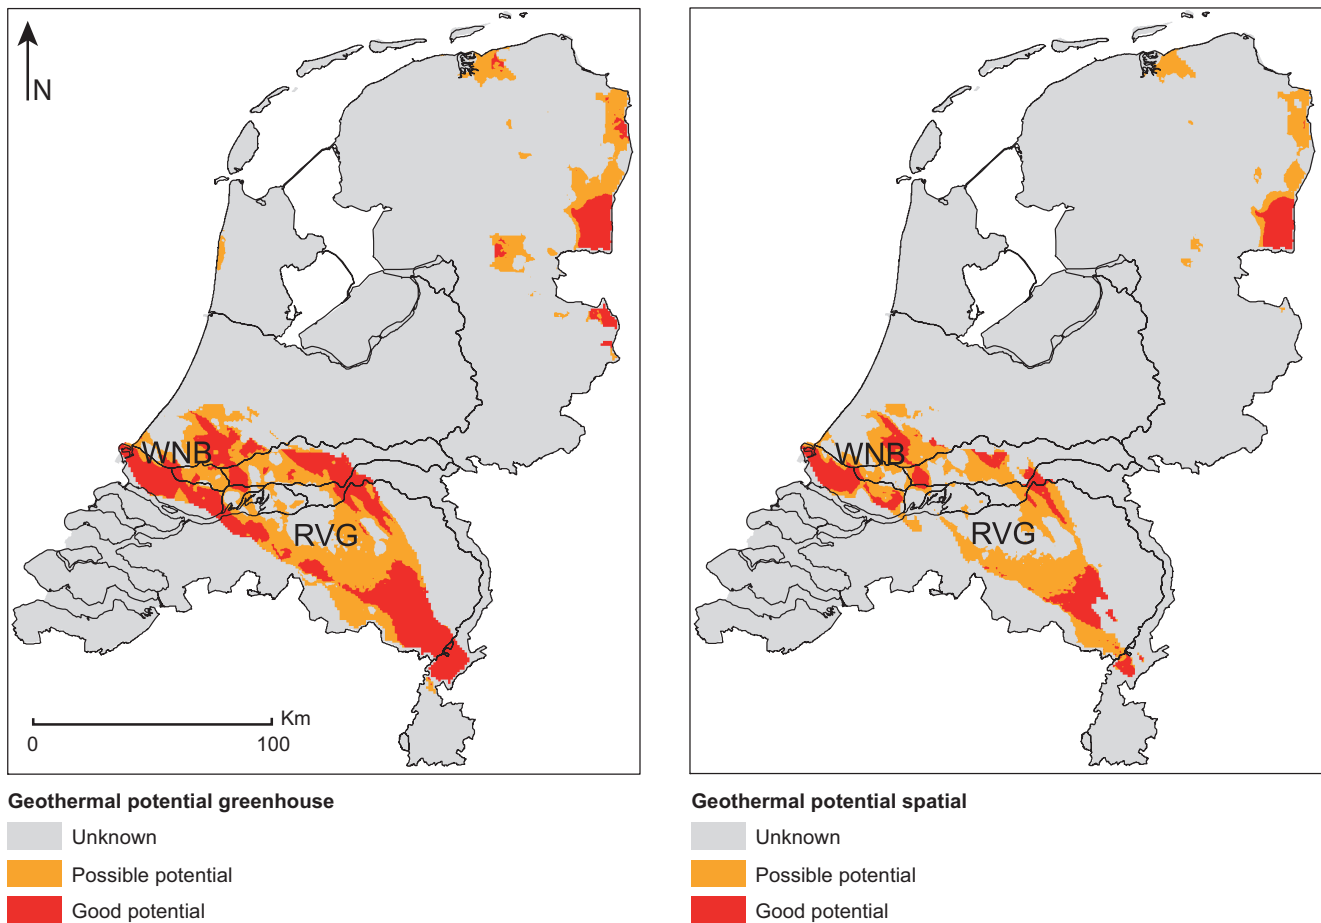 N
WNB
RVG
Km
0 100
Geothermal potential greenhouse
Unknown
Possible potential
Good potential
WNB
RVG
Geothermal potential spatial
Unknown
Possible potential
Good potential